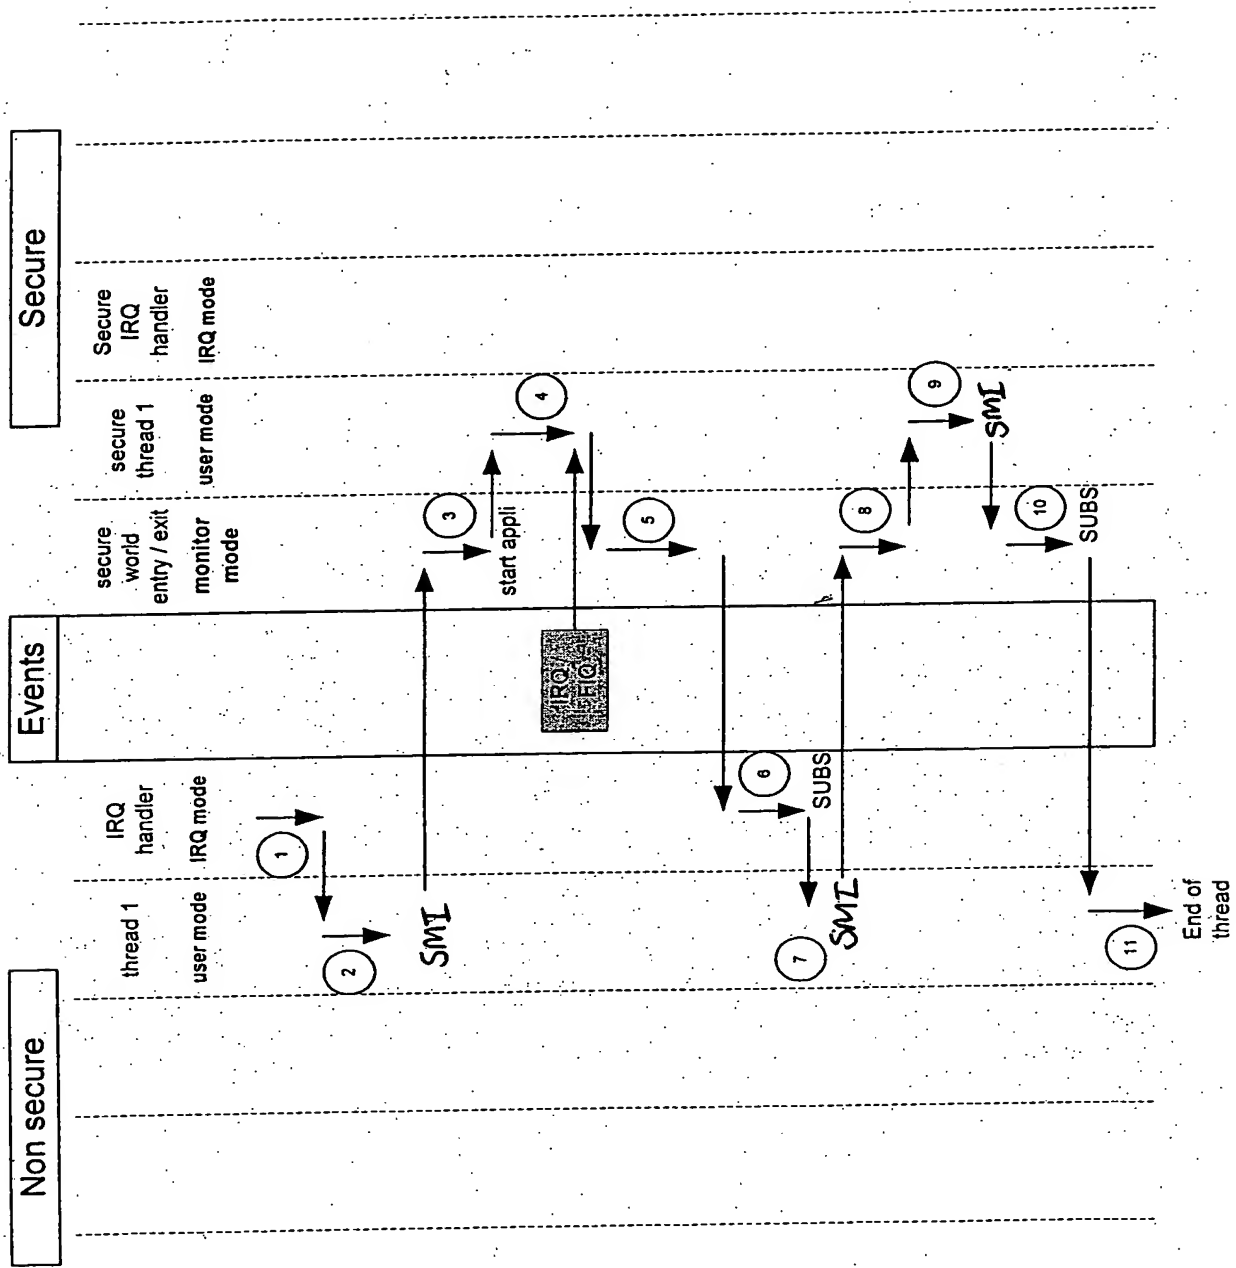 Non secure
Events
Secure
thread 1
user mode
IRQ
handler
IRQ mode
secure
world
entry / exit
monitor
mode
secure
thread 1
user mode
Secure
IRQ
handler
IRQ mode
1
2
SMI
3
start appli
4
IRQ/
FIQ
5
6
SUBS
7
SMI
8
9
SMI
10
SUBS
11
End of
thread